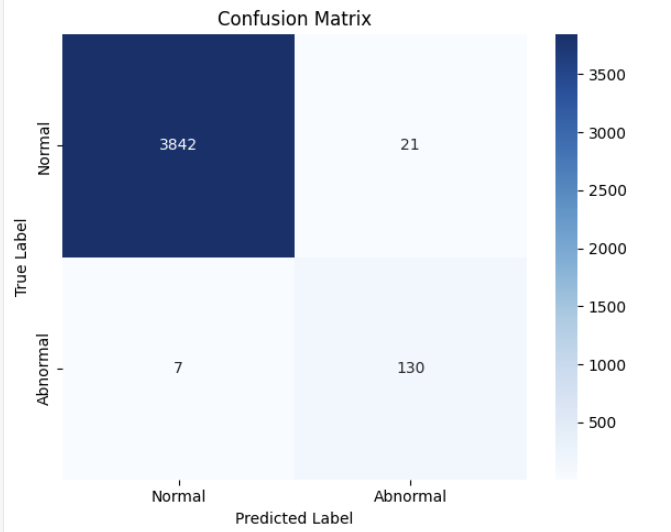 Confusion Matrix
Normal
3842
21
Abnormal
7
130
True Label
Normal
Abnormal
Predicted Label
3500
3000
2500
2000
1500
1000
500